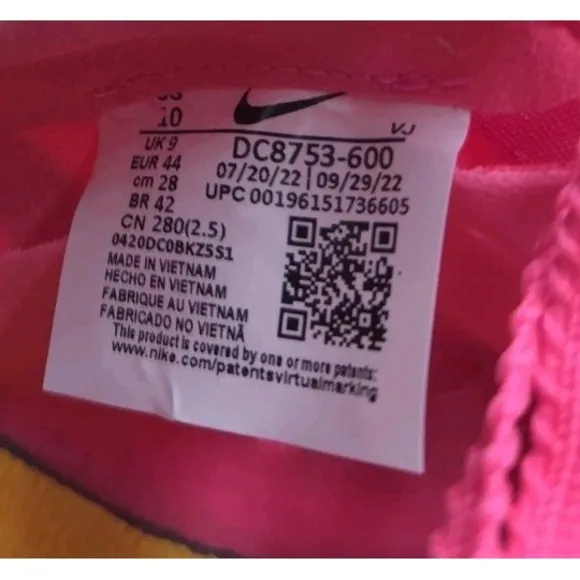 10
VJ
UK 9
DC8753-600
EUR 44
07/20/22 | 09/29/22
cm 28
UPC 00196151736605
BR 42
CN 280(2.5)
0420DC0BKZ5S1
MADE IN VIETNAM
HECHO EN VIETNAM
FABRIQUE AU VIETNAM
FABRICADO NO VIETNÃ
This product is covered by one or more patents:
www.nike.com/patentsvirtualmarking